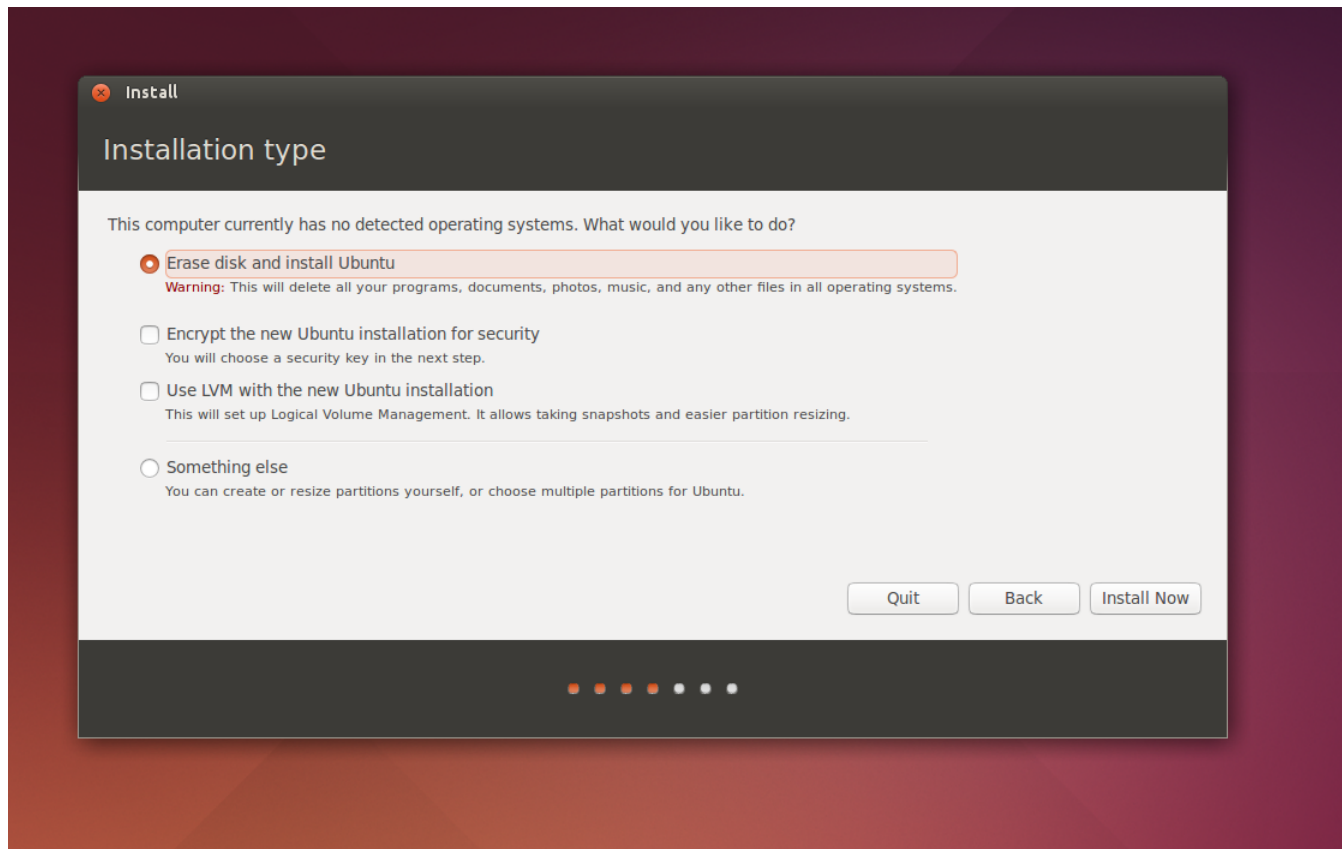 Install
Installation type
This computer currently has no detected operating systems. What would you like to do?
Erase disk and install Ubuntu
Warning: This will delete all your programs, documents, photos, music, and any other files in all operating systems.
Encrypt the new Ubuntu installation for security
You will choose a security key in the next step.
Use LVM with the new Ubuntu installation
This will set up Logical Volume Management. It allows taking snapshots and easier partition resizing.
Something else
You can create or resize partitions yourself, or choose multiple partitions for Ubuntu.
Quit Back Install Now